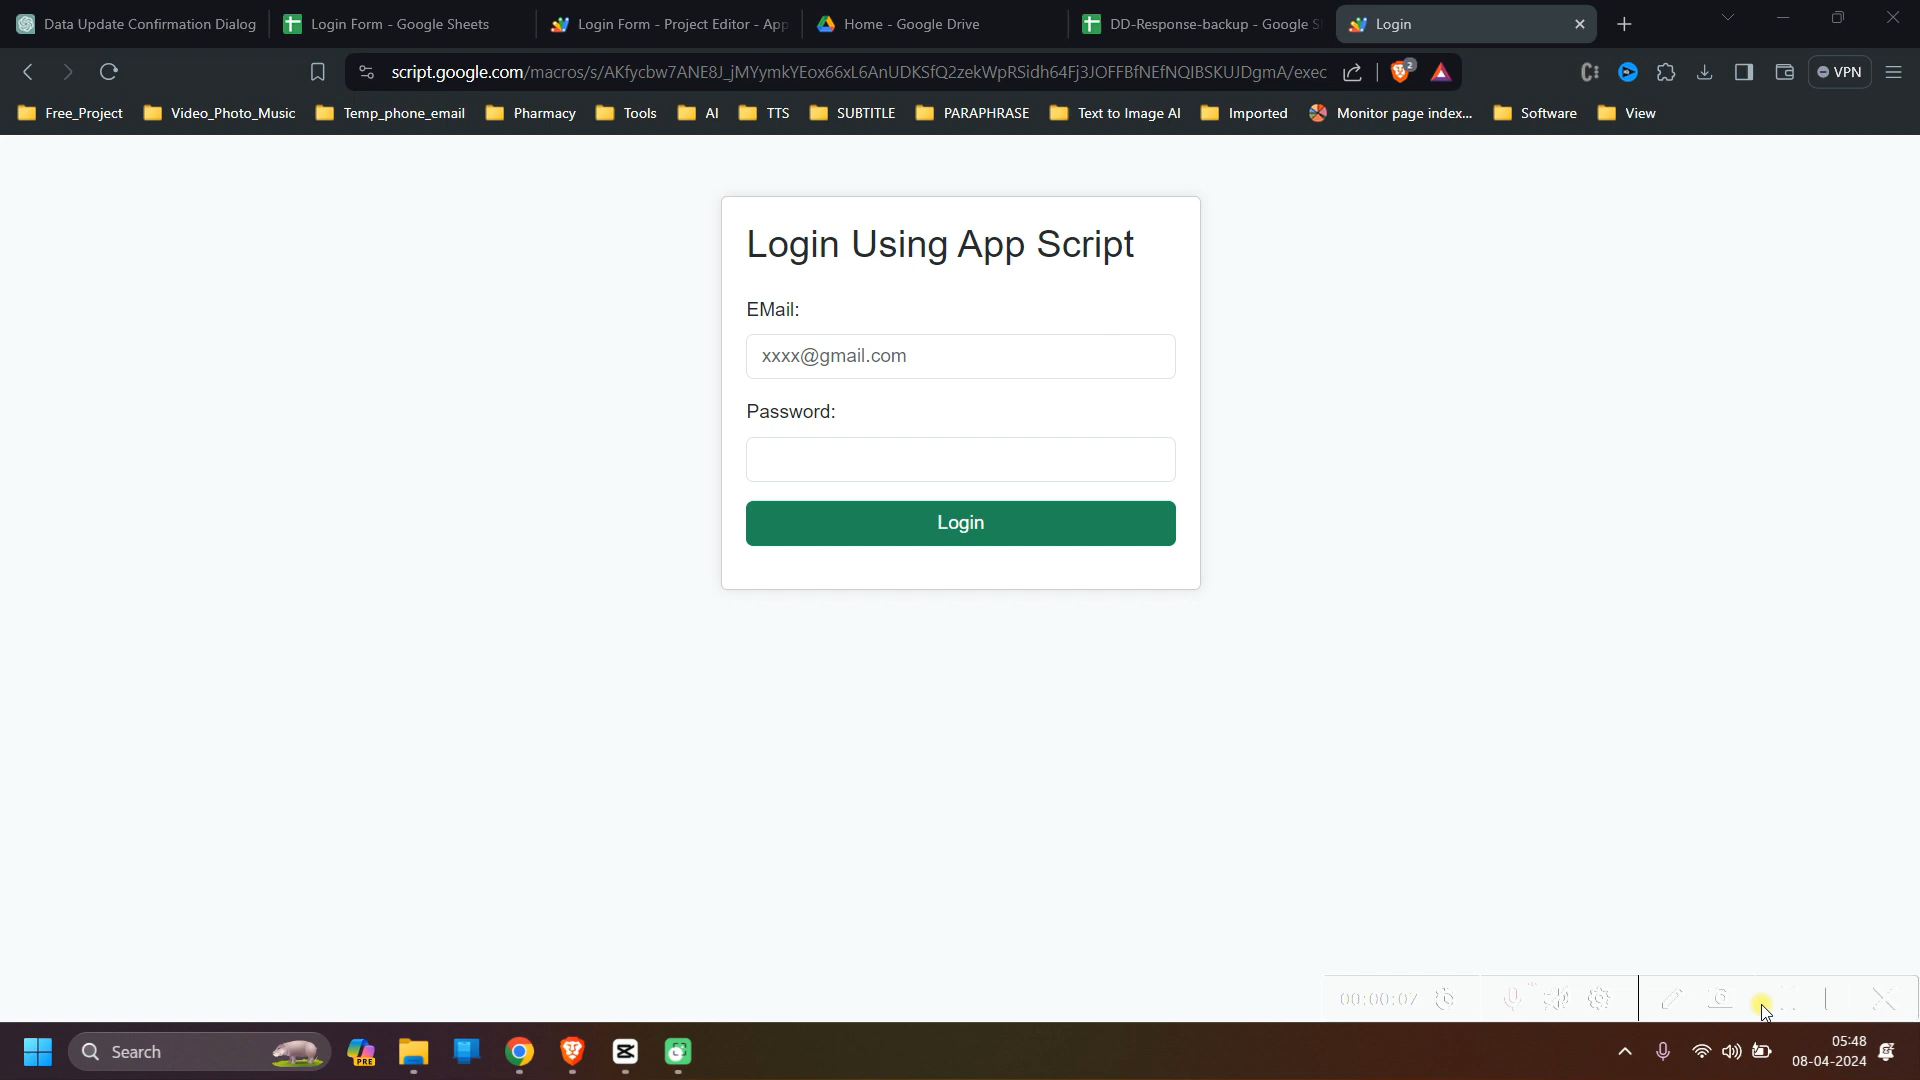 Data Update Confirmation Dialog
Login Form - Google Sheets
Login Form - Project Editor - App
Home - Google Drive
DD-Response-backup - Google S
Login
script.google.com/macros/s/AKfycbw7ANE8J_jMYymkYEox66xL6AnUDKSfQ2zekWpRSidh64Fj3JOFFBfNEfNQIBSKUJDgmA/exec
2
VPN
Free_Project
Video_Photo_Music
Temp_phone_email
Pharmacy
Tools
AI
TTS
SUBTITLE
PARAPHRASE
Text to Image AI
Imported
Monitor page index...
Software
View
Login Using App Script
EMail:
xxxx@gmail.com
Password:
Login
00:00:07
Search
PRE
05:48
08-04-2024